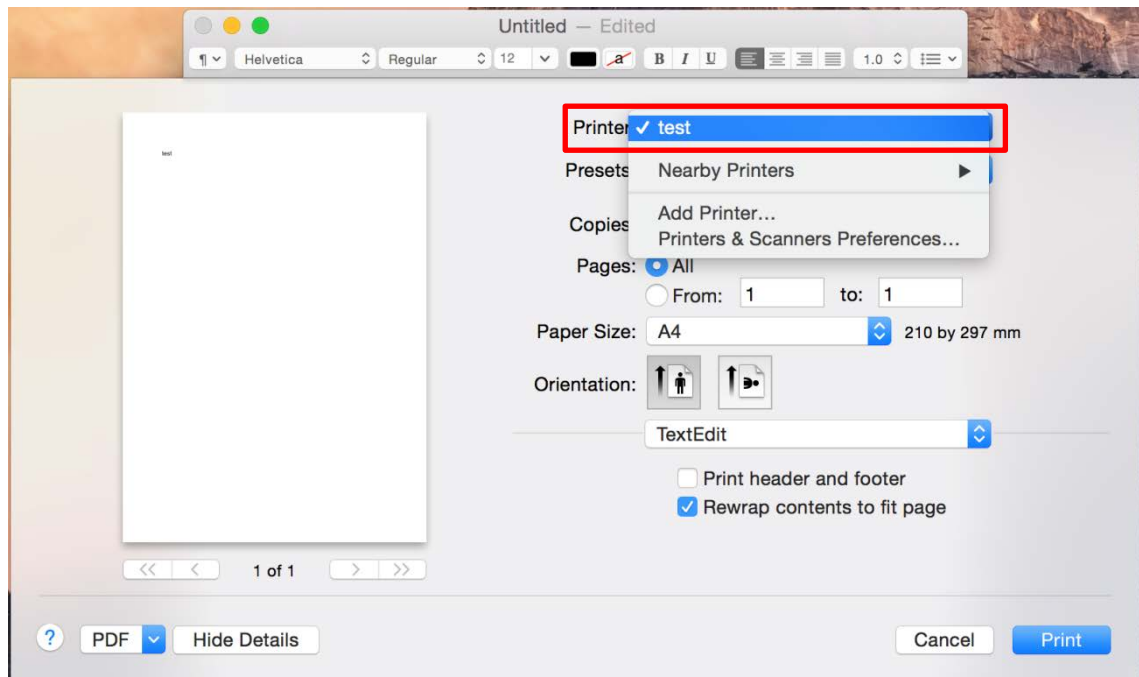 Untitled — Edited
¶ Helvetica Regular 12 a B I U 1.0
test
Printer ✓ test
Presets Nearby Printers
Add Printer...
Copies
Printers & Scanners Preferences...
Pages: All
From: 1 to: 1
Paper Size: A4 210 by 297 mm
Orientation:
TextEdit
Print header and footer
Rewrap contents to fit page
<< < 1 of 1 > >>
? PDF Hide Details Cancel Print